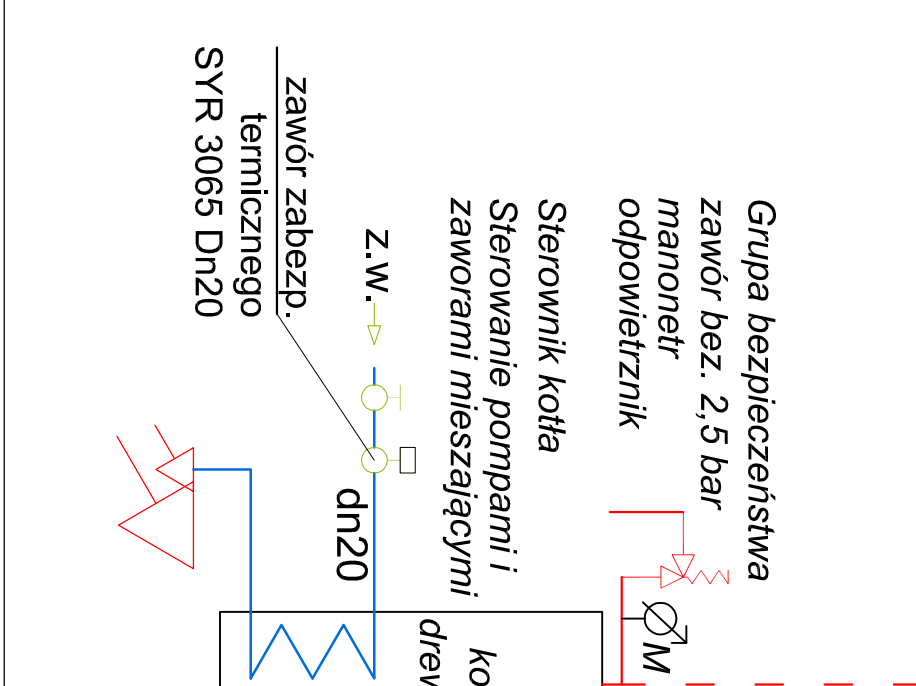 Grupa bezpieczeństwa
zawór bez. 2,5 bar
manonetr
odpowietrznik
Sterownik kotła
Sterowanie pompami i
zaworami mieszającymi
z.w.
zawór zabezp.
termicznego
SYR 3065 Dn20
dn20
M